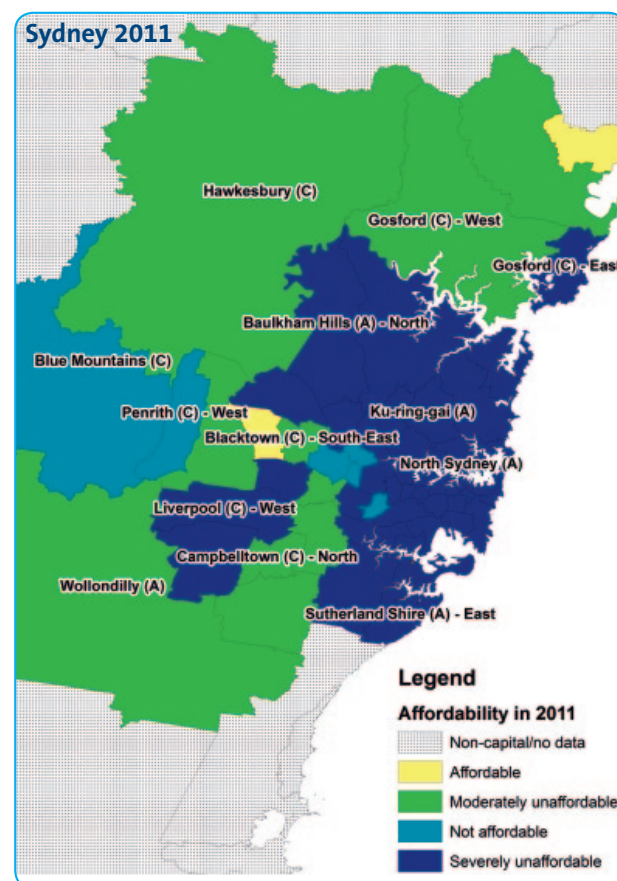 Sydney 2011
Hawkesbury (C)
Gosford (C) - West
Gosford (C) - East
Baulkham Hills (A) - North
Blue Mountains (C)
Penrith (C) - West
Ku-ring-gai (A)
Blacktown (C) - South-East
North Sydney (A)
Liverpool (C) - West
Campbelltown (C) - North
Wollondilly (A)
Sutherland Shire (A) - East
Legend
Affordability in 2011
Non-capital/no data
Affordable
Moderately unaffordable
Not affordable
Severely unaffordable